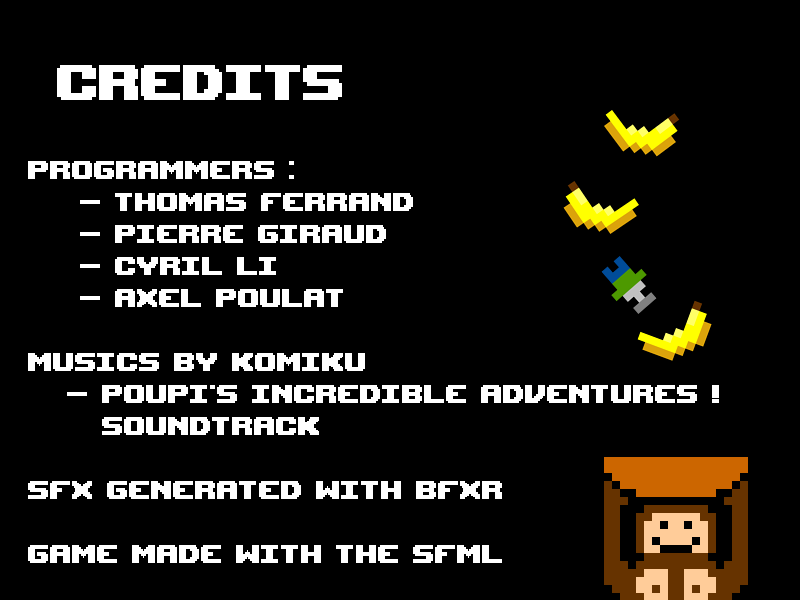 CREDITS
PROGRAMMERS :
- THOMAS FERRAND
- PIERRE GIRAUD
- CYRIL LI
- AXEL POULAT
MUSICS BY KOMIKU
- POUPI'S INCREDIBLE ADVENTURES !
SOUNDTRACK
SFX GENERATED WITH BFXR
GAME MADE WITH THE SFML